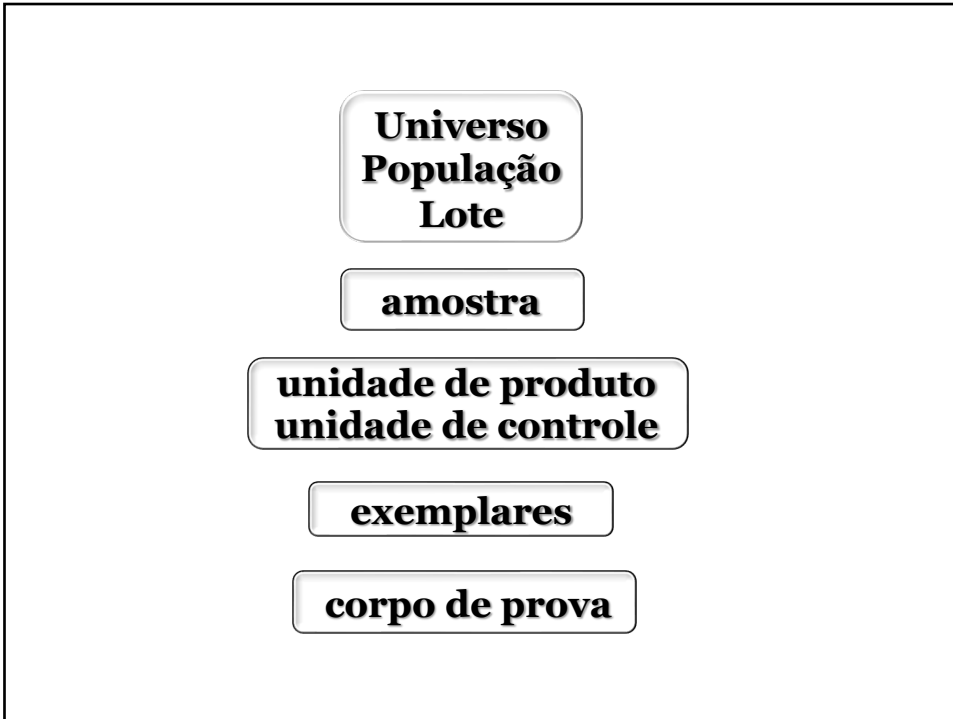 Universo
População
Lote
amostra
unidade de produto
unidade de controle
exemplares
corpo de prova